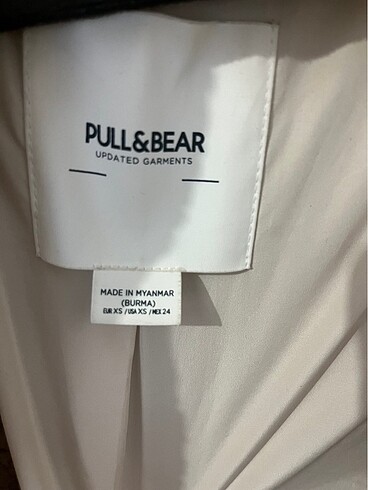 PULL&BEAR
UPDATED GARMENTS
MADE IN MYANMAR
(BURMA)
EUR XS / USA XS / MEX 24